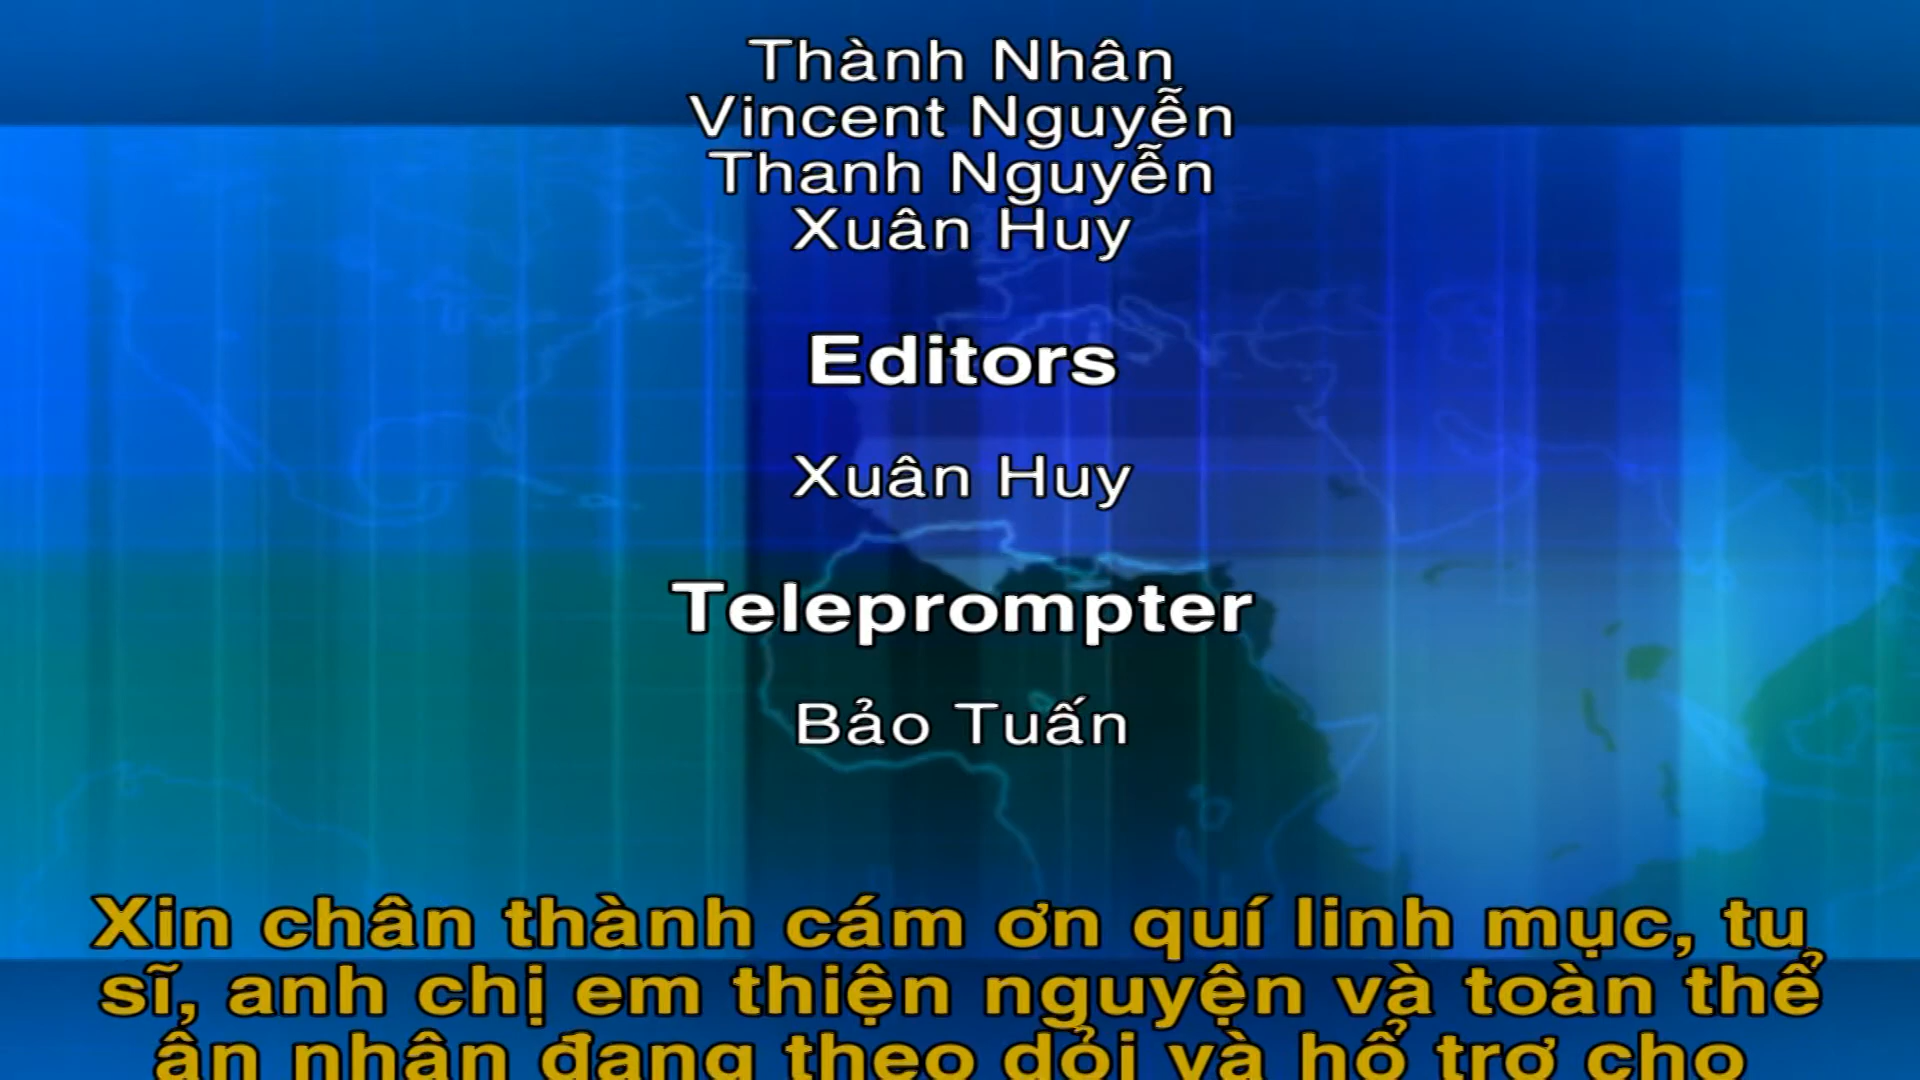 Thành Nhân
Vincent Nguyễn
Thanh Nguyễn
Xuân Huy
Editors
Xuân Huy
Teleprompter
Bảo Tuấn
Xin chân thành cám ơn quí linh mục, tu
sĩ, anh chị em thiện nguyện và toàn thể
ân nhân đang theo dỏi và hổ trợ cho